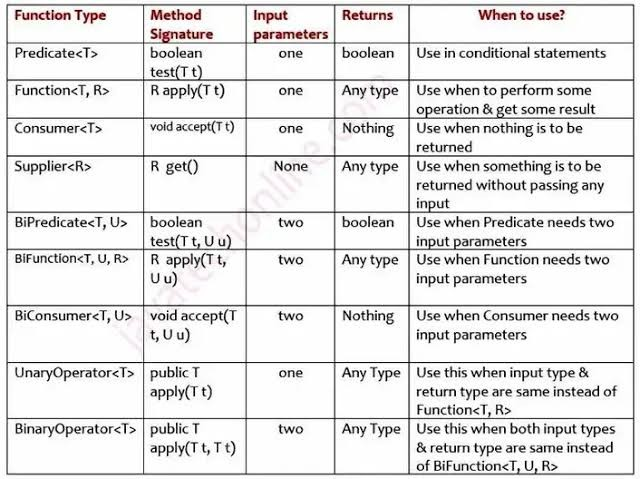 Function Type Method Signature Input parameters Returns When to use?
Predicate<T> boolean test(T t) one boolean Use in conditional statements
Function<T, R> R apply(T t) one Any type Use when to perform some operation & get some result
Consumer<T> void accept(T t) one Nothing Use when nothing is to be returned
Supplier<R> R get() None Any type Use when something is to be returned without passing any input
BiPredicate<T, U> boolean test(T t, U u) two boolean Use when Predicate needs two input parameters
BiFunction<T, U, R> R apply(T t, U u) two Any type Use when Function needs two input parameters
BiConsumer<T, U> void accept(T t, U u) two Nothing Use when Consumer needs two input parameters
UnaryOperator<T> public T apply(T t) one Any Type Use this when input type & return type are same instead of Function<T, R>
BinaryOperator<T> public T apply(T t, T t) two Any Type Use this when both input types & return type are same instead of BiFunction<T, U, R>
javatechonline.com